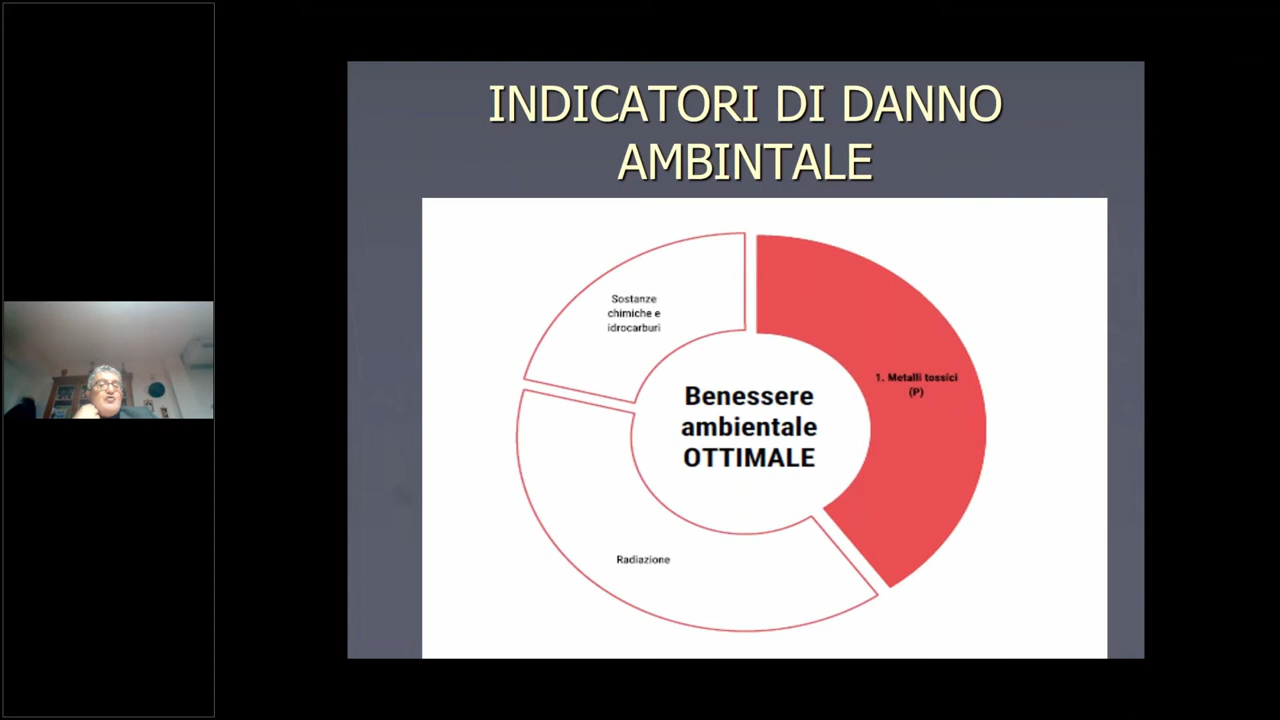 INDICATORI DI DANNO
AMBINTALE
Sostanze
chimiche e
idrocarburi
1. Metalli tossici
(P)
Benessere
ambientale
OTTIMALE
Radiazione